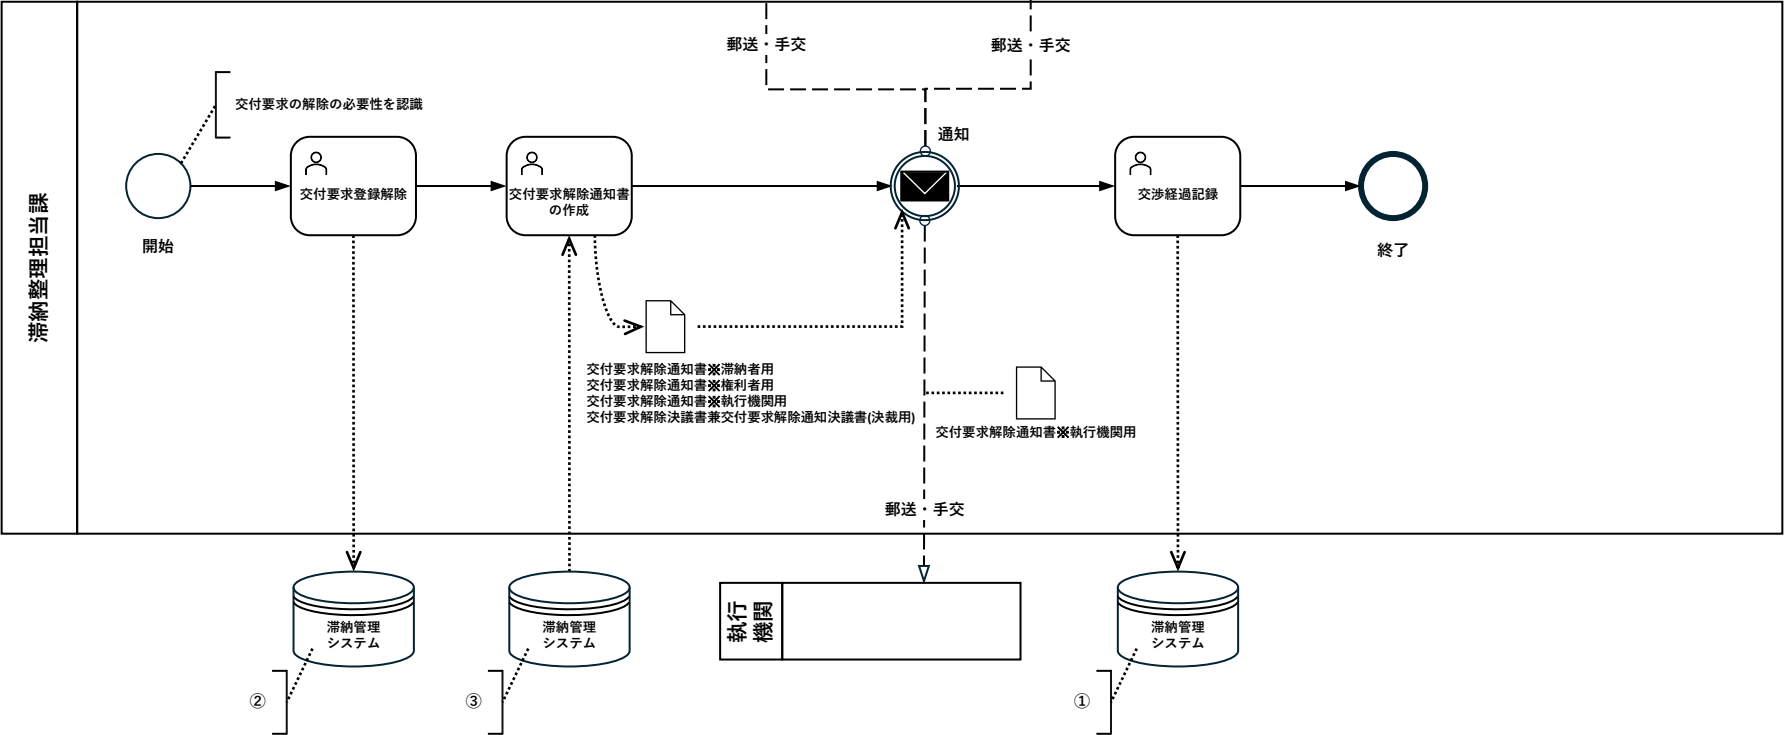 郵送・手交
郵送・手交
交付要求の解除の必要性を認識
通知
交付要求登録解除
交付要求解除通知書
の作成
交渉経過記録
開始
終了
滞納整理担当課
交付要求解除通知書※滞納者用
交付要求解除通知書※権利者用
交付要求解除通知書※執行機関用
交付要求解除決議書兼交付要求解除通知決議書(決裁用)
交付要求解除通知書※執行機関用
郵送・手交
滞納管理
システム
滞納管理
システム
執行
機関
滞納管理
システム
②
③
①